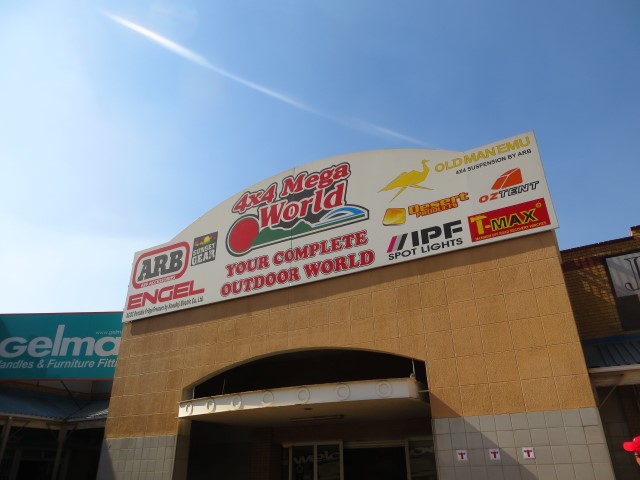 4x4 Mega
World
YOUR COMPLETE
OUTDOOR WORLD
ARB
4x4 ACCESSORIES
SUNSET
GEAR
ENGEL
OLD MAN EMU
4X4 SUSPENSION BY ARB
Desert
OZTENT
IPF
SPOT LIGHTS
T-MAX
gelma
andles & Furniture Fitti
J
T
T
T